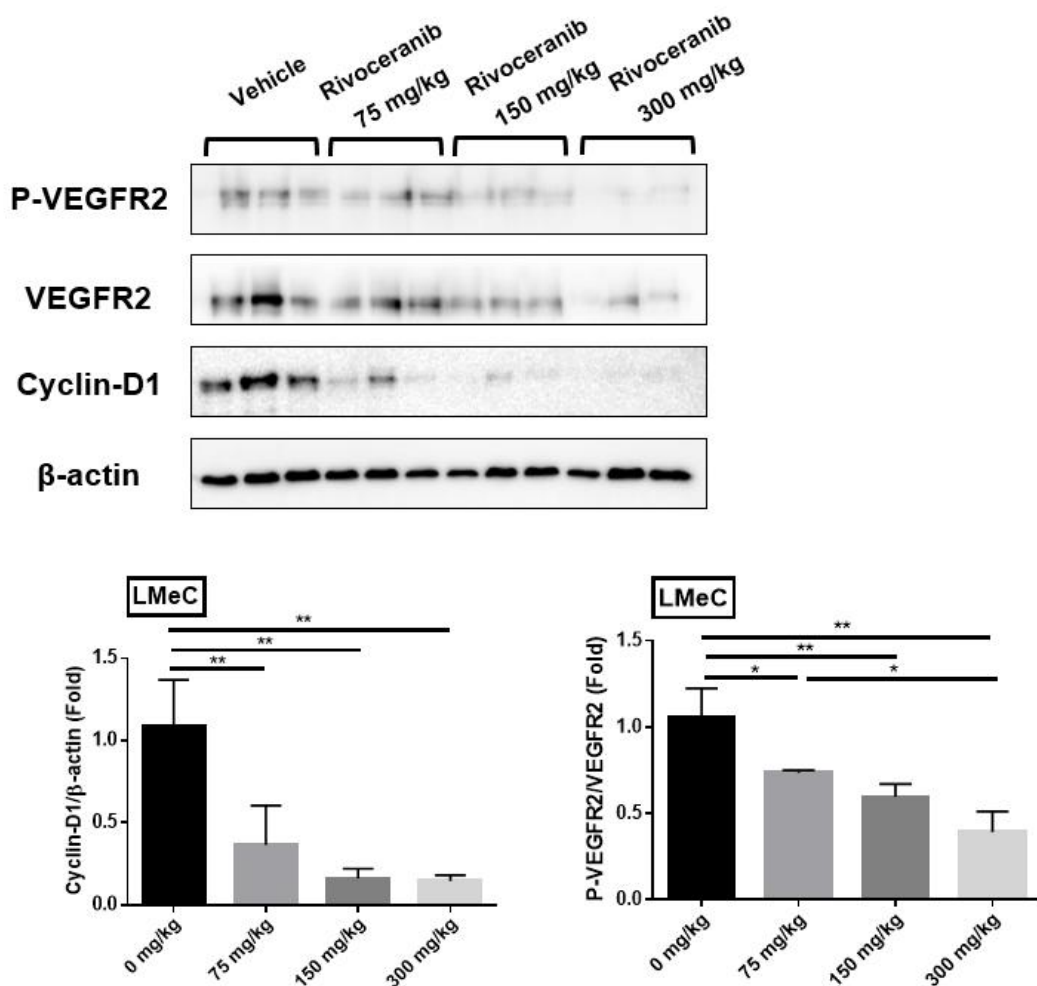 Vehicle
Rivoceranib
75 mg/kg
Rivoceranib
150 mg/kg
Rivoceranib
300 mg/kg
P-VEGFR2
VEGFR2
Cyclin-D1
β-actin
LMeC
**
**
**
Cyclin-D1/β-actin (Fold)
1.5
1.0
0.5
0.0
0 mg/kg
75 mg/kg
150 mg/kg
300 mg/kg
LMeC
**
**
*
*
P-VEGFR2/VEGFR2 (Fold)
1.5
1.0
0.5
0.0
0 mg/kg
75 mg/kg
150 mg/kg
300 mg/kg